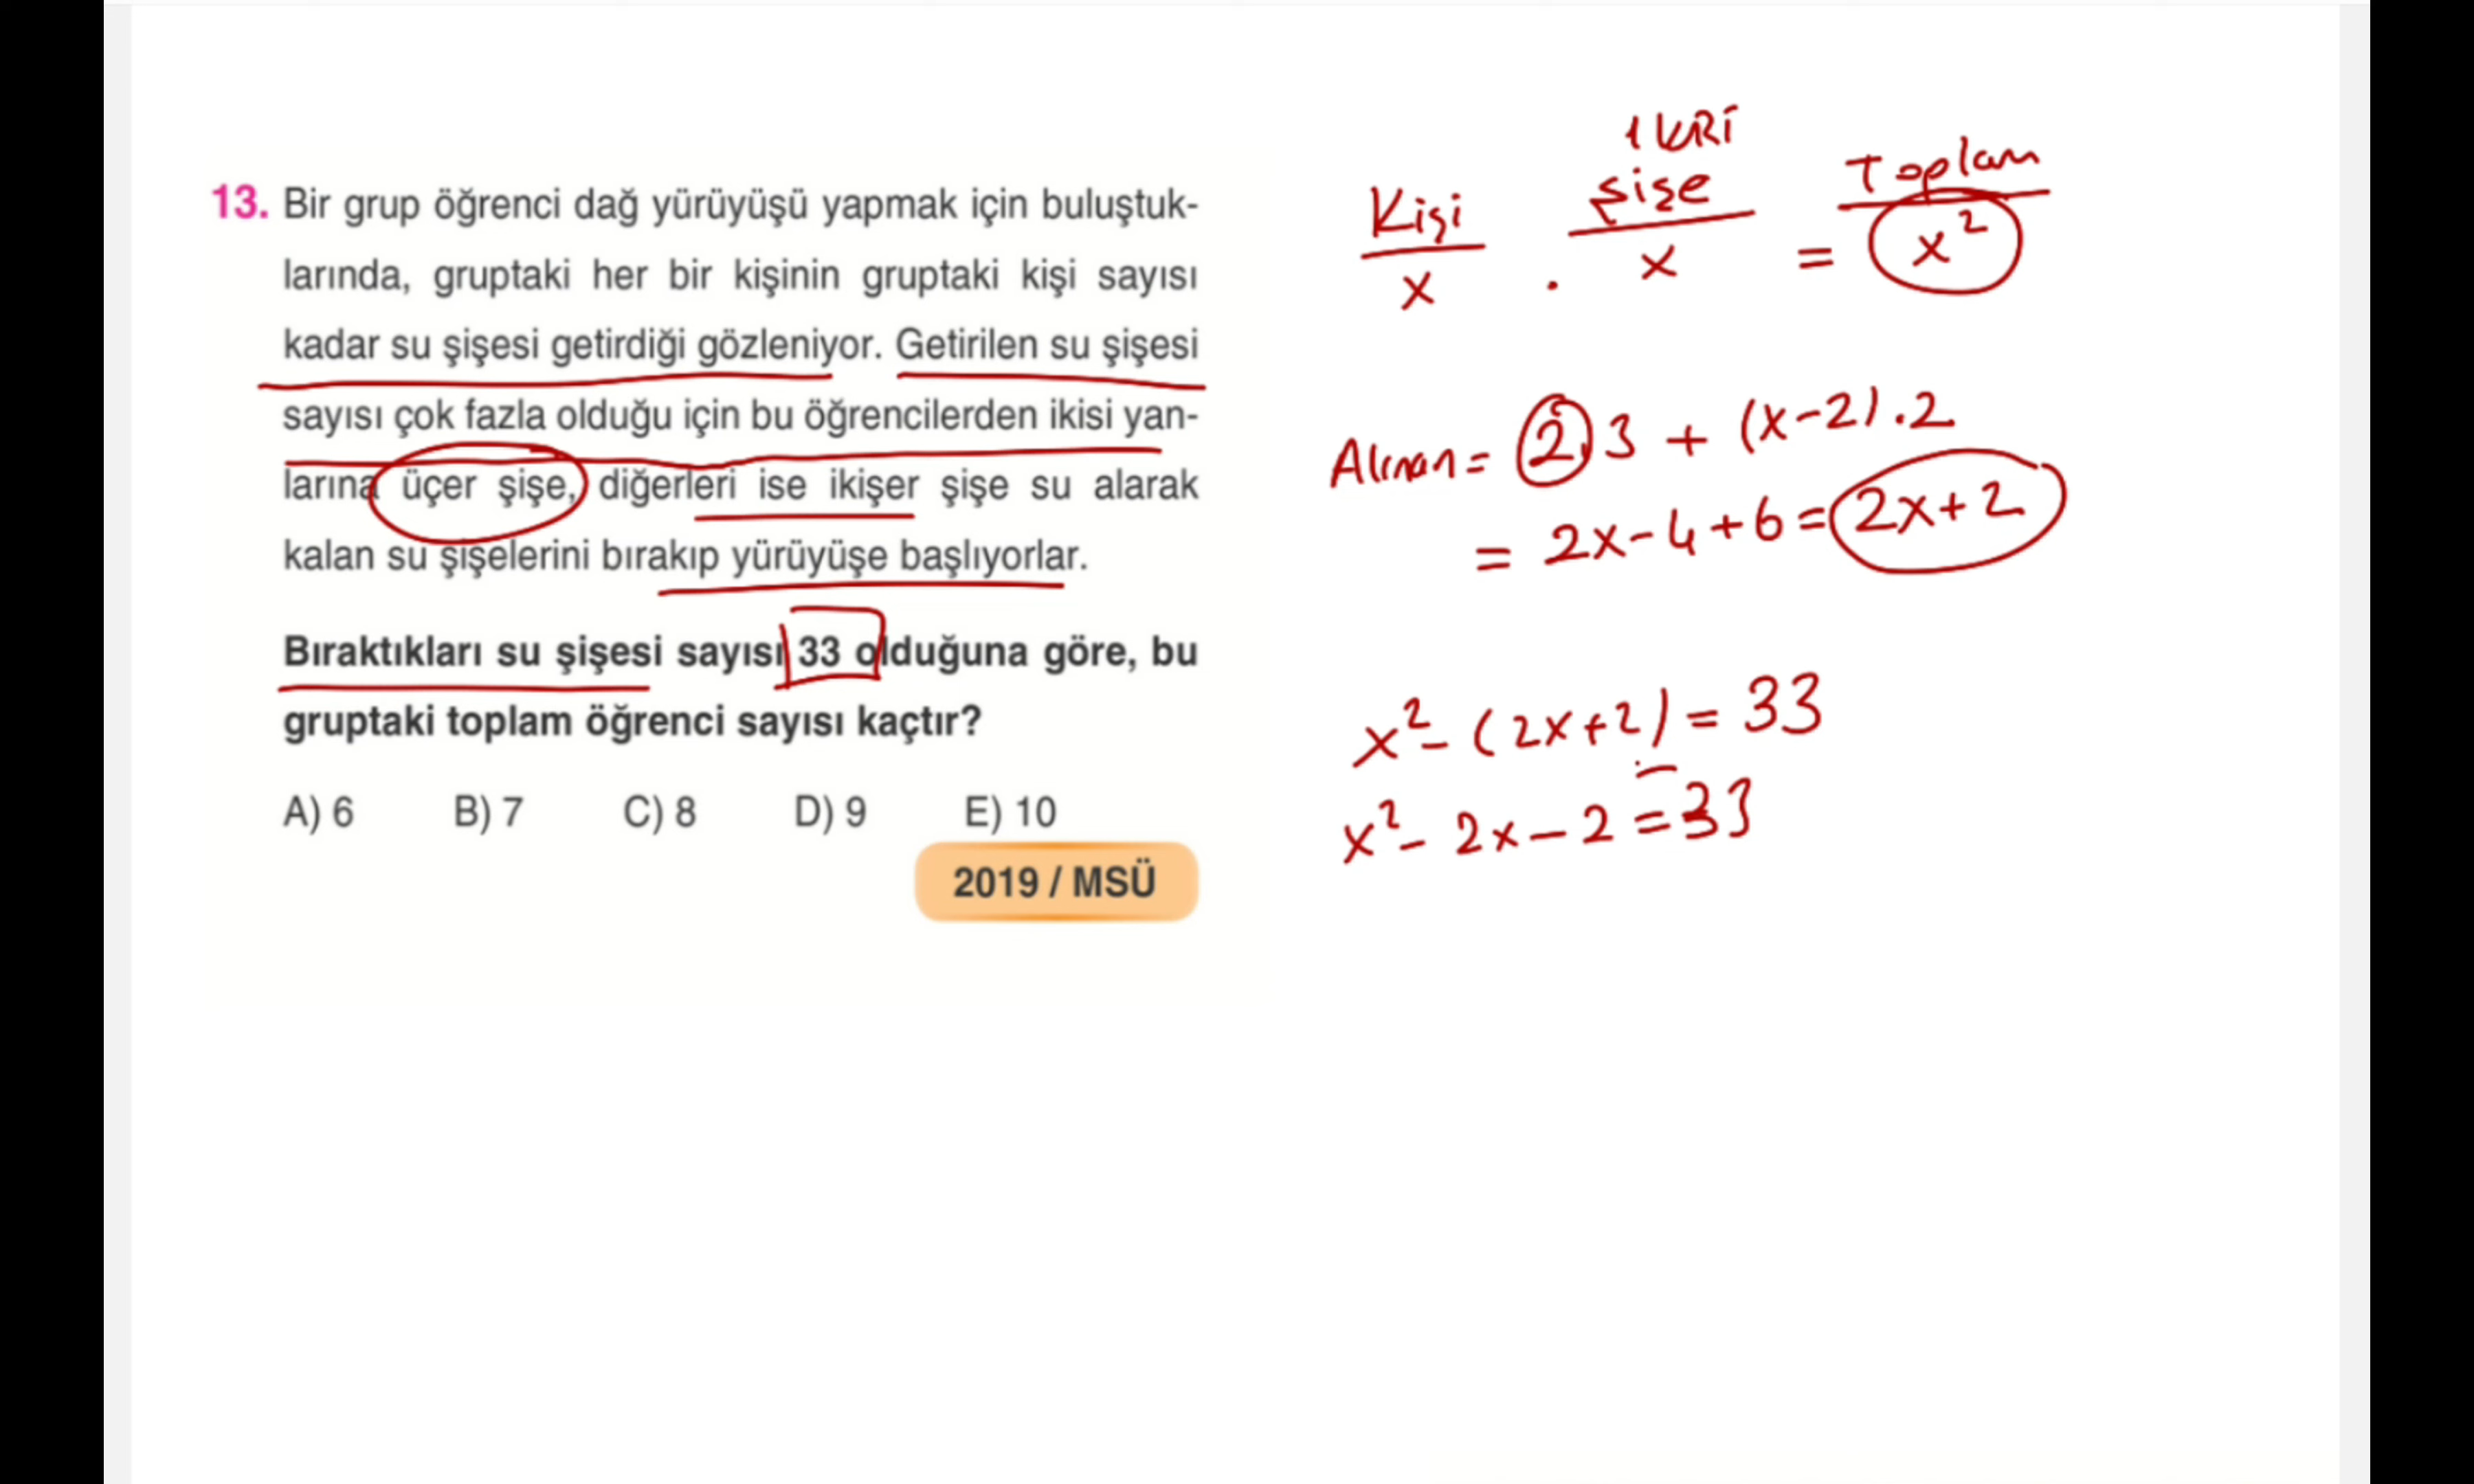 13. Bir grup öğrenci dağ yürüyüşü yapmak için buluştuk-
larında, gruptaki her bir kişinin gruptaki kişi sayısı
kadar su şişesi getirdiği gözleniyor. Getirilen su şişesi
sayısı çok fazla olduğu için bu öğrencilerden ikisi yan-
larına üçer şişe, diğerleri ise ikişer şişe su alarak
kalan su şişelerini bırakıp yürüyüşe başlıyorlar.
Bıraktıkları su şişesi sayısı 33 olduğuna göre, bu
gruptaki toplam öğrenci sayısı kaçtır?
A) 6 B) 7 C) 8 D) 9 E) 10
2019 / MSÜ
Kişi şişe Toplam
x . x = x²
Alınan = 2.3 + (x-2).2
= 2x-4+6 = 2x+2
x² - (2x+2) = 33
x² - 2x - 2 = 33